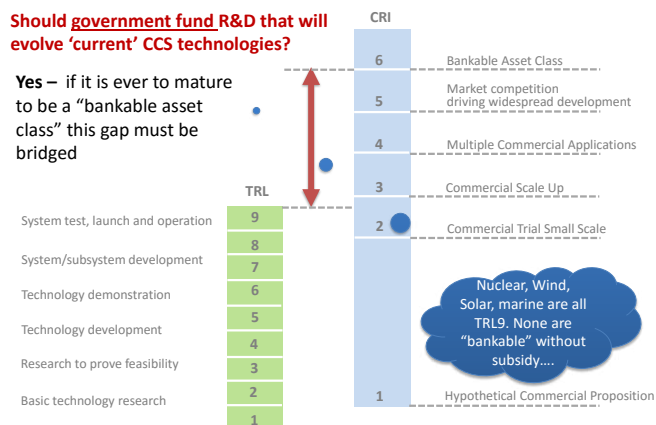 Should government fund R&D that will
evolve ‘current’ CCS technologies?
Yes – if it is ever to mature
to be a “bankable asset
class” this gap must be
bridged
CRI
6 Bankable Asset Class
5 Market competition
driving widespread development
4 Multiple Commercial Applications
3 Commercial Scale Up
2 Commercial Trial Small Scale
1 Hypothetical Commercial Proposition
TRL
System test, launch and operation 9
8
System/subsystem development
7
Technology demonstration 6
5
Technology development
4
Research to prove feasibility 3
Basic technology research 2
1
Nuclear, Wind,
Solar, marine are all
TRL9. None are
“bankable” without
subsidy….